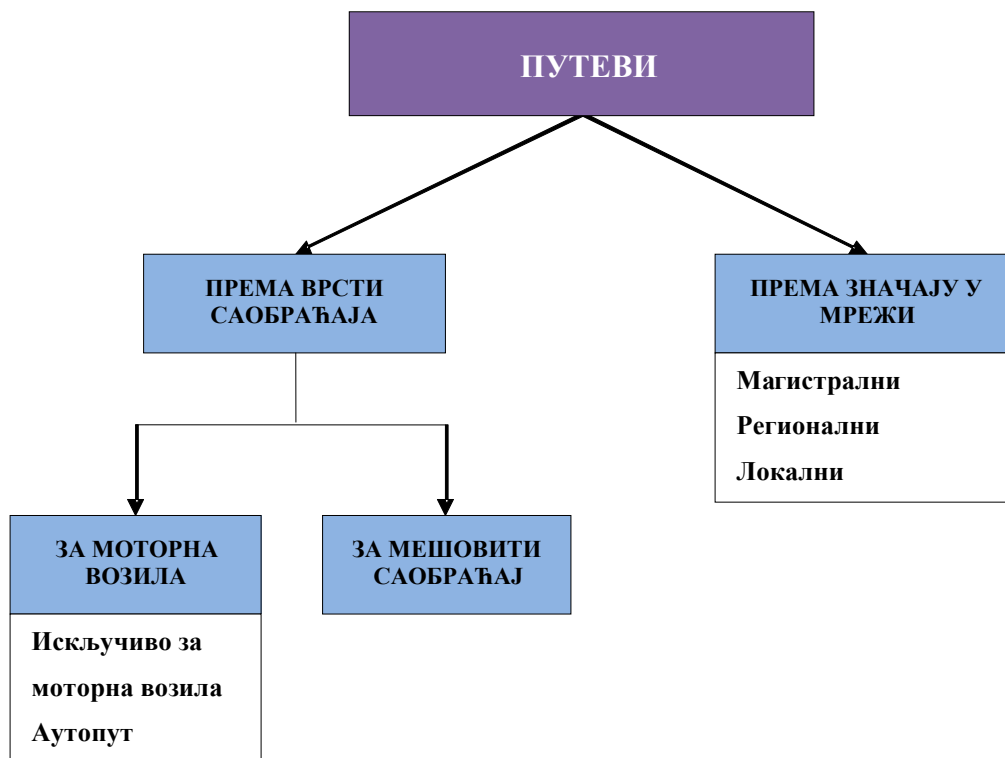 ПУТЕВИ
ПРЕМА ВРСТИ
САОБРАЋАЈА
ПРЕМА ЗНАЧАЈУ У
МРЕЖИ
Магистрални
Регионални
Локални
ЗА МОТОРНА
ВОЗИЛА
ЗА МЕШОВИТИ
САОБРАЋАЈ
Искључиво за
моторна возила
Аутопут